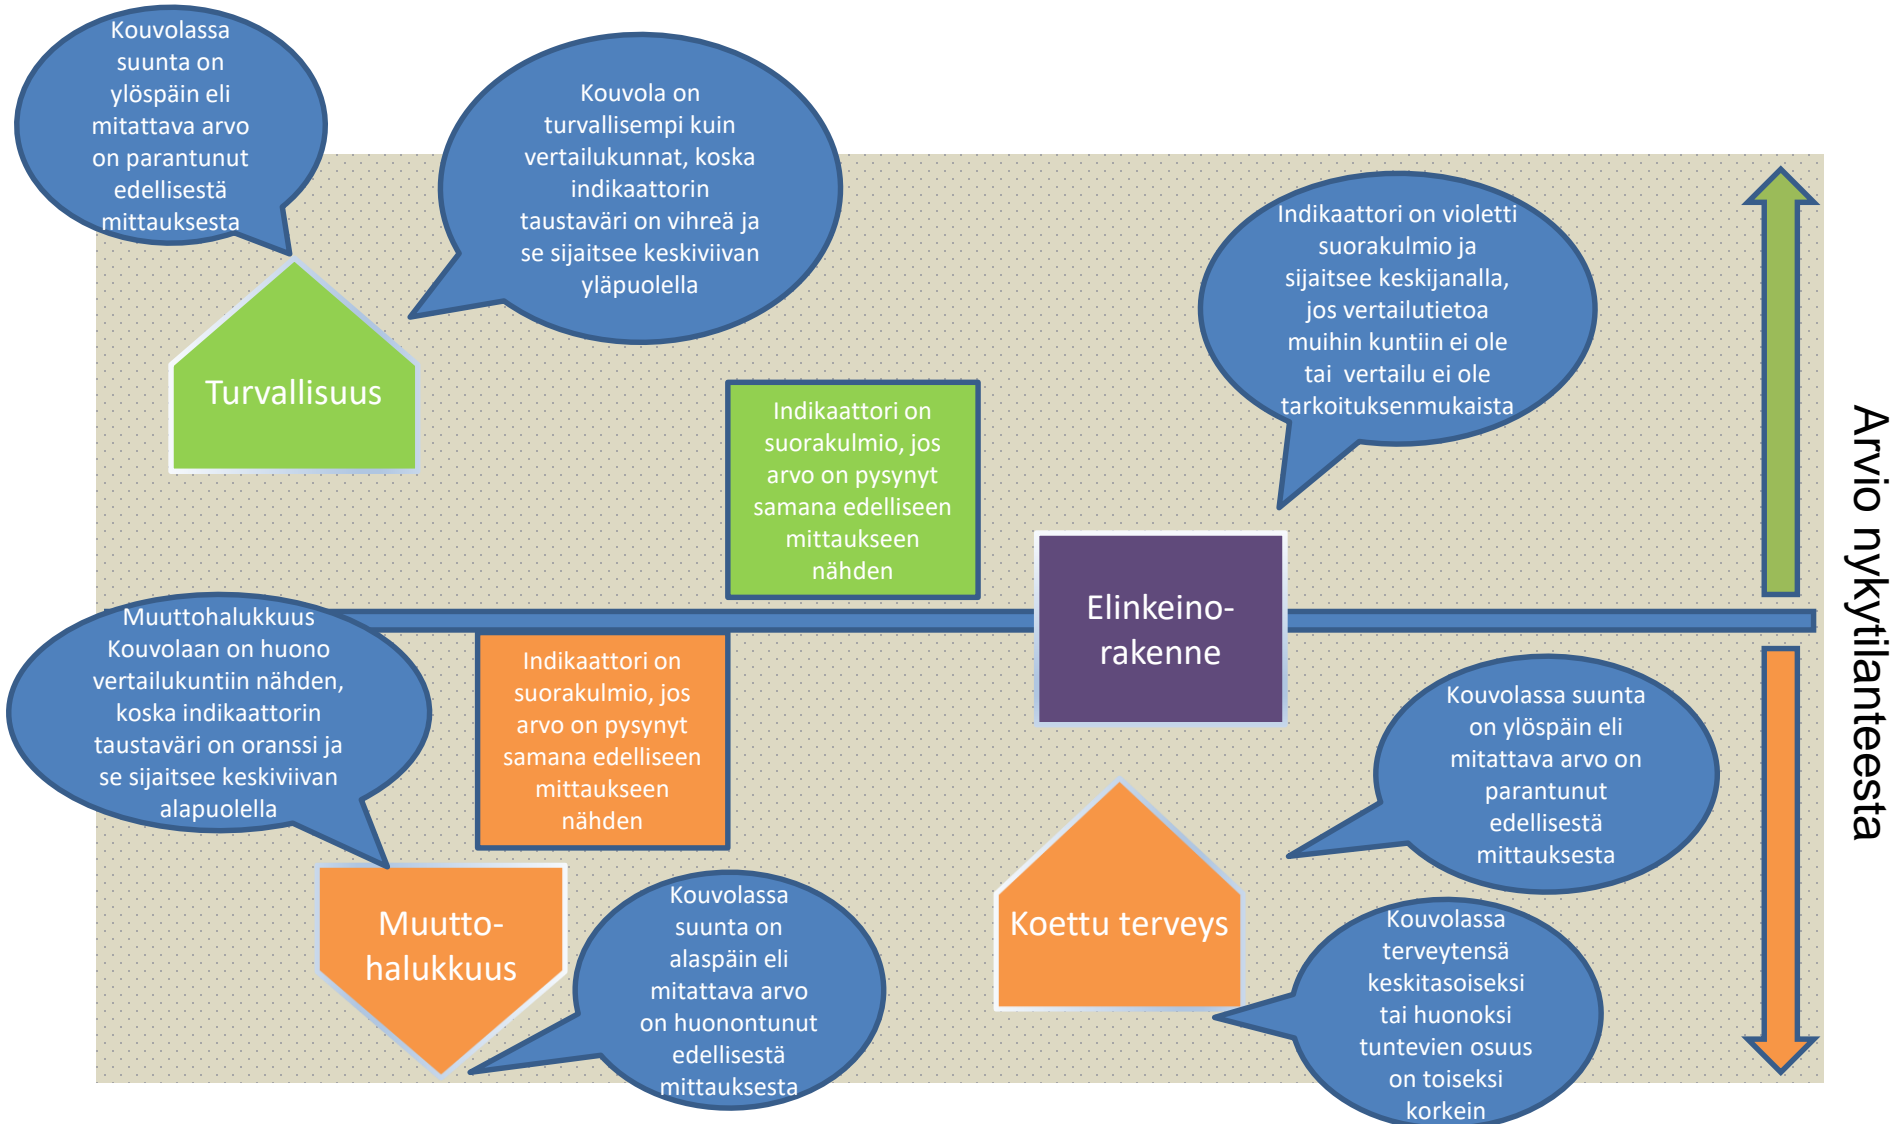 Kouvolassa
suunta on
ylöspäin eli
mitattava arvo
on parantunut
edellisestä
mittauksesta
Kouvola on
turvallisempi kuin
vertailukunnat, koska
indikaattorin
taustaväri on vihreä ja
se sijaitsee keskiviivan
yläpuolella
Indikaattori on violetti
suorakulmio ja
sijaitsee keskijanalla,
jos vertailutietoa
muihin kuntiin ei ole
tai vertailu ei ole
tarkoituksenmukaista
Turvallisuus
Indikaattori on
suorakulmio, jos
arvo on pysynyt
samana edelliseen
mittaukseen
nähden
Arvio nykytilanteesta
Elinkeino-
rakenne
Muuttohalukkuus
Kouvolaan on huono
vertailukuntiin nähden,
koska indikaattorin
taustaväri on oranssi ja
se sijaitsee keskiviivan
alapuolella
Indikaattori on
suorakulmio, jos
arvo on pysynyt
samana edelliseen
mittaukseen
nähden
Kouvolassa suunta
on ylöspäin eli
mitattava arvo on
parantunut
edellisestä
mittauksesta
Muutto-
halukkuus
Kouvolassa
suunta on
alaspäin eli
mitattava arvo
on huonontunut
edellisestä
mittauksesta
Koettu terveys
Kouvolassa
terveytensä
keskitasoiseksi
tai huonoksi
tuntevien osuus
on toiseksi
korkein